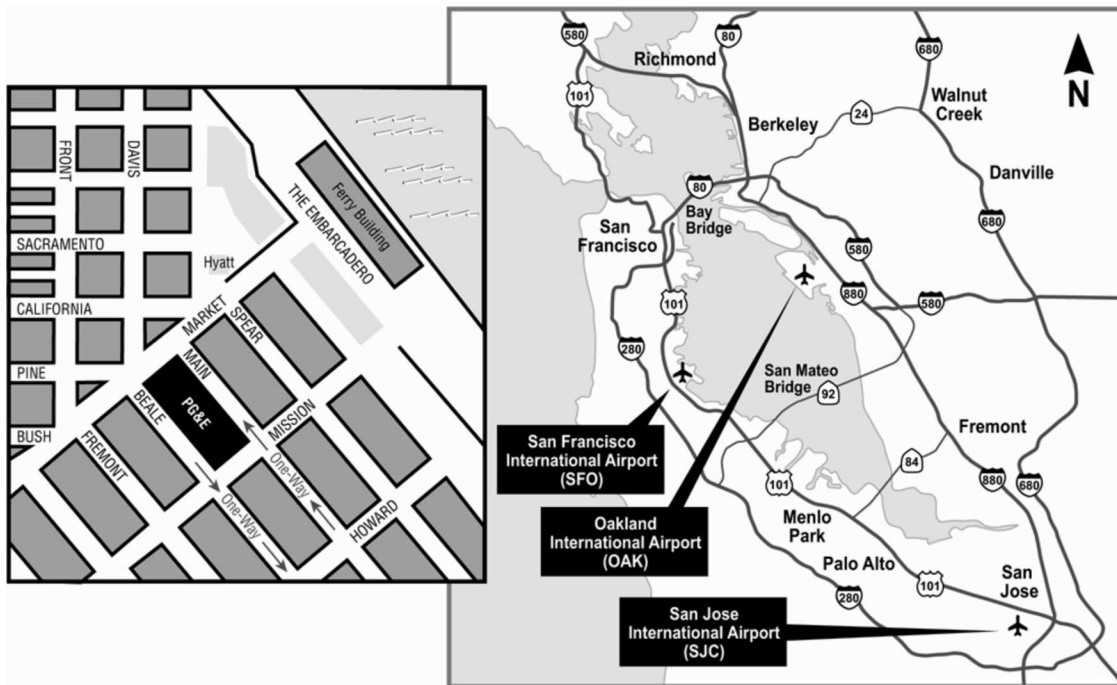 FRONT
DAVIS
SACRAMENTO
Hyatt
CALIFORNIA
PINE
BUSH
Ferry Building
THE EMBARCADERO
MARKET
SPEAR
MAIN
PG&E
BEALE
MISSION
FREMONT
One-Way
One-Way
HOWARD
580
80
680
Richmond
101
24
Walnut
Creek
Berkeley
N
Danville
80
Bay
Bridge
San
Francisco
680
580
101
880
580
280
San Mateo
Bridge
92
San Francisco
International Airport
(SFO)
Fremont
84
101
880
680
Oakland
International Airport
(OAK)
Menlo
Park
Palo Alto
101
San
Jose
280
San Jose
International Airport
(SJC)